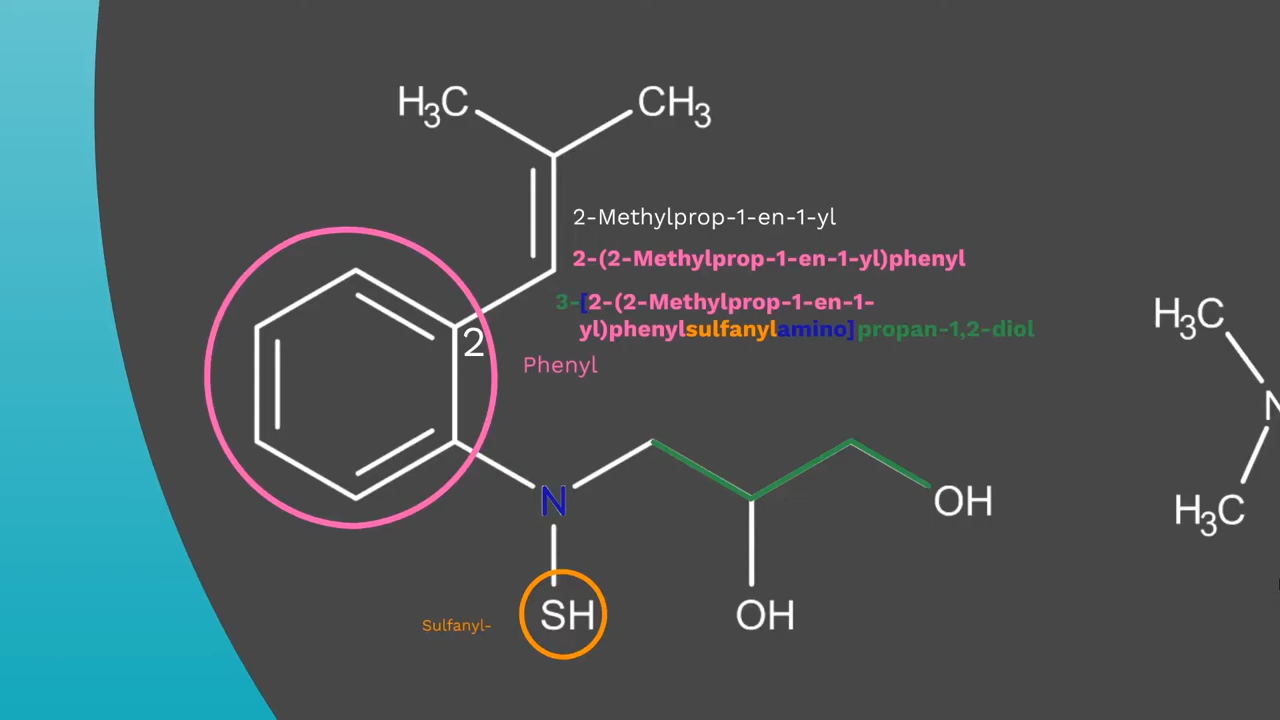 H₃C CH₃
2-Methylprop-1-en-1-yl
2-(2-Methylprop-1-en-1-yl)phenyl
3-[2-(2-Methylprop-1-en-1-
yl)phenylsulfanylamino]propan-1,2-diol
2
Phenyl
H₃C
N
N
OH
H₃C
Sulfanyl-
SH
OH